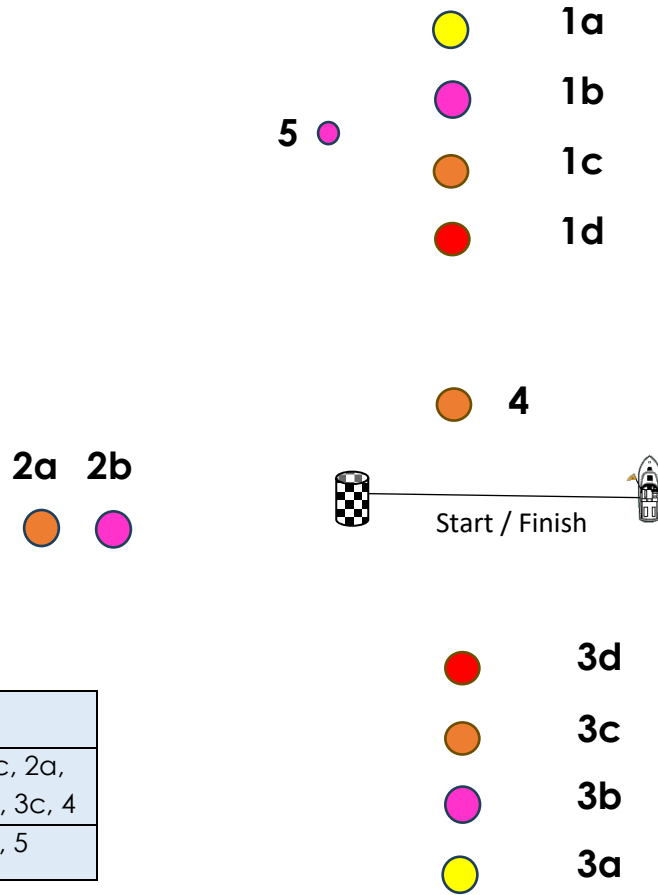 1a
1b
5
1c
1d
4
2a 2b
Start / Finish
3d
3c
c, 2a,
3b
, 3c, 4
, 5
3a